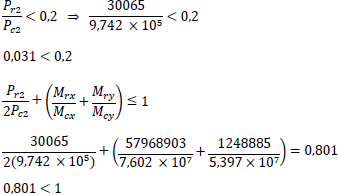 P_{r2}/P_{c2} < 0,2 ⇒ 30065/(9,742 × 10^5) < 0,2
0,031 < 0,2
P_{r2}/(2P_{c2}) + (M_{rx}/M_{cx} + M_{ry}/M_{cy}) ≤ 1
30065/(2(9,742 × 10^5)) + (57968903/(7,602 × 10^7) + 1248885/(5,397 × 10^7)) = 0,801
0,801 < 1